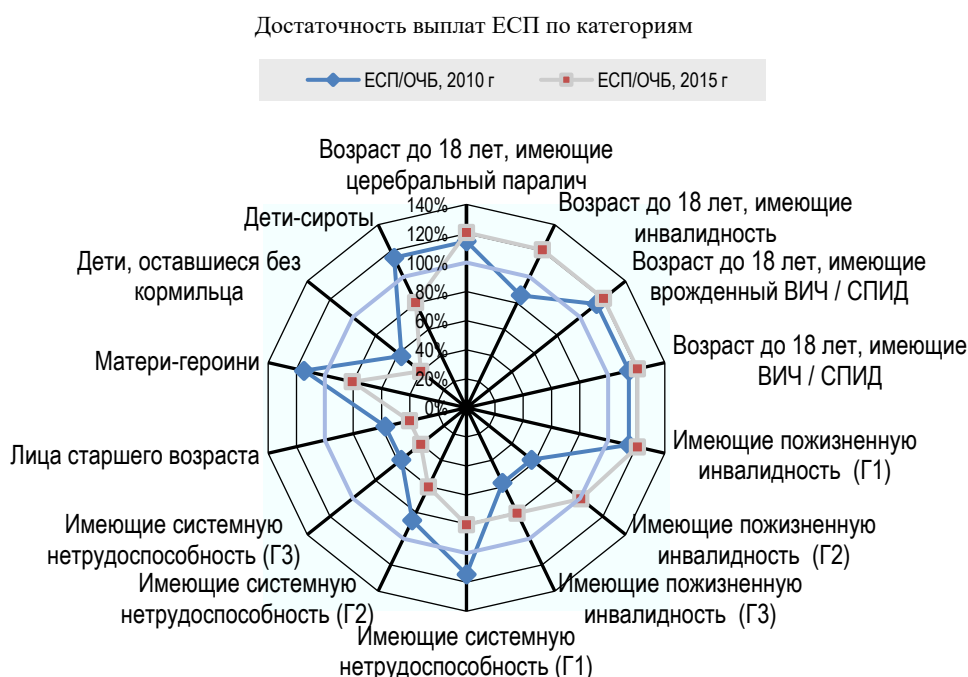 Достаточность выплат ЕСП по категориям
ЕСП/ОЧБ, 2010 г
ЕСП/ОЧБ, 2015 г
Возраст до 18 лет, имеющие
церебральный паралич
Возраст до 18 лет, имеющие
инвалидность
Возраст до 18 лет, имеющие
врожденный ВИЧ / СПИД
Возраст до 18 лет, имеющие
ВИЧ / СПИД
Имеющие пожизненную
инвалидность (Г1)
Имеющие пожизненную
инвалидность (Г2)
Имеющие пожизненную
инвалидность (Г3)
Имеющие системную
нетрудоспособность (Г1)
Имеющие системную
нетрудоспособность (Г2)
Имеющие системную
нетрудоспособность (Г3)
Лица старшего возраста
Матери-героини
Дети, оставшиеся без
кормильца
Дети-сироты
140%
120%
100%
80%
60%
40%
20%
0%